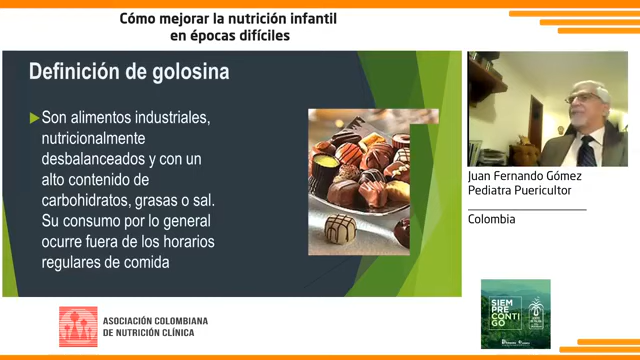 Cómo mejorar la nutrición infantil
en épocas difíciles
Definición de golosina
Son alimentos industriales,
nutricionalmente
desbalanceados y con un
alto contenido de
carbohidratos, grasas o sal.
Su consumo por lo general
ocurre fuera de los horarios
regulares de comida
Juan Fernando Gómez
Pediatra Puericultor
Colombia
SIEM
PRE
CONTI
GO
ASOCIACIÓN COLOMBIANA
DE NUTRICIÓN CLÍNICA